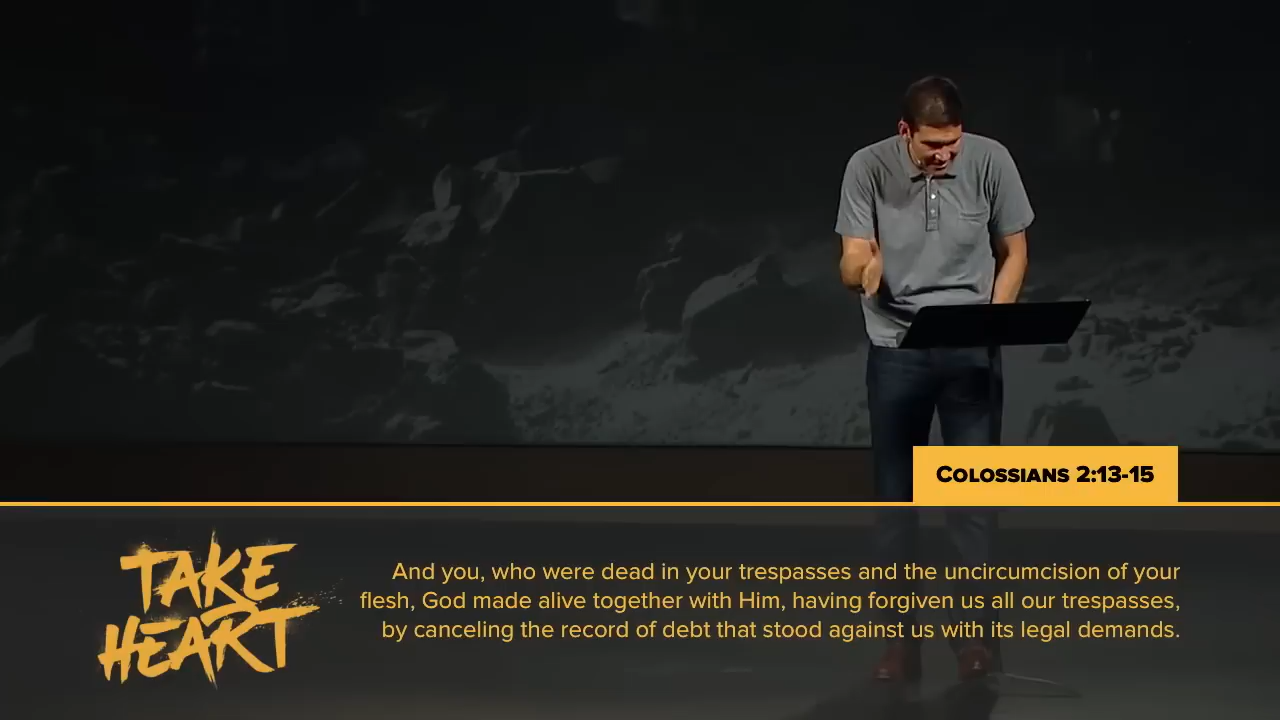 COLOSSIANS 2:13-15
TAKE
HEART
And you, who were dead in your trespasses and the uncircumcision of your
flesh, God made alive together with Him, having forgiven us all our trespasses,
by canceling the record of debt that stood against us with its legal demands.